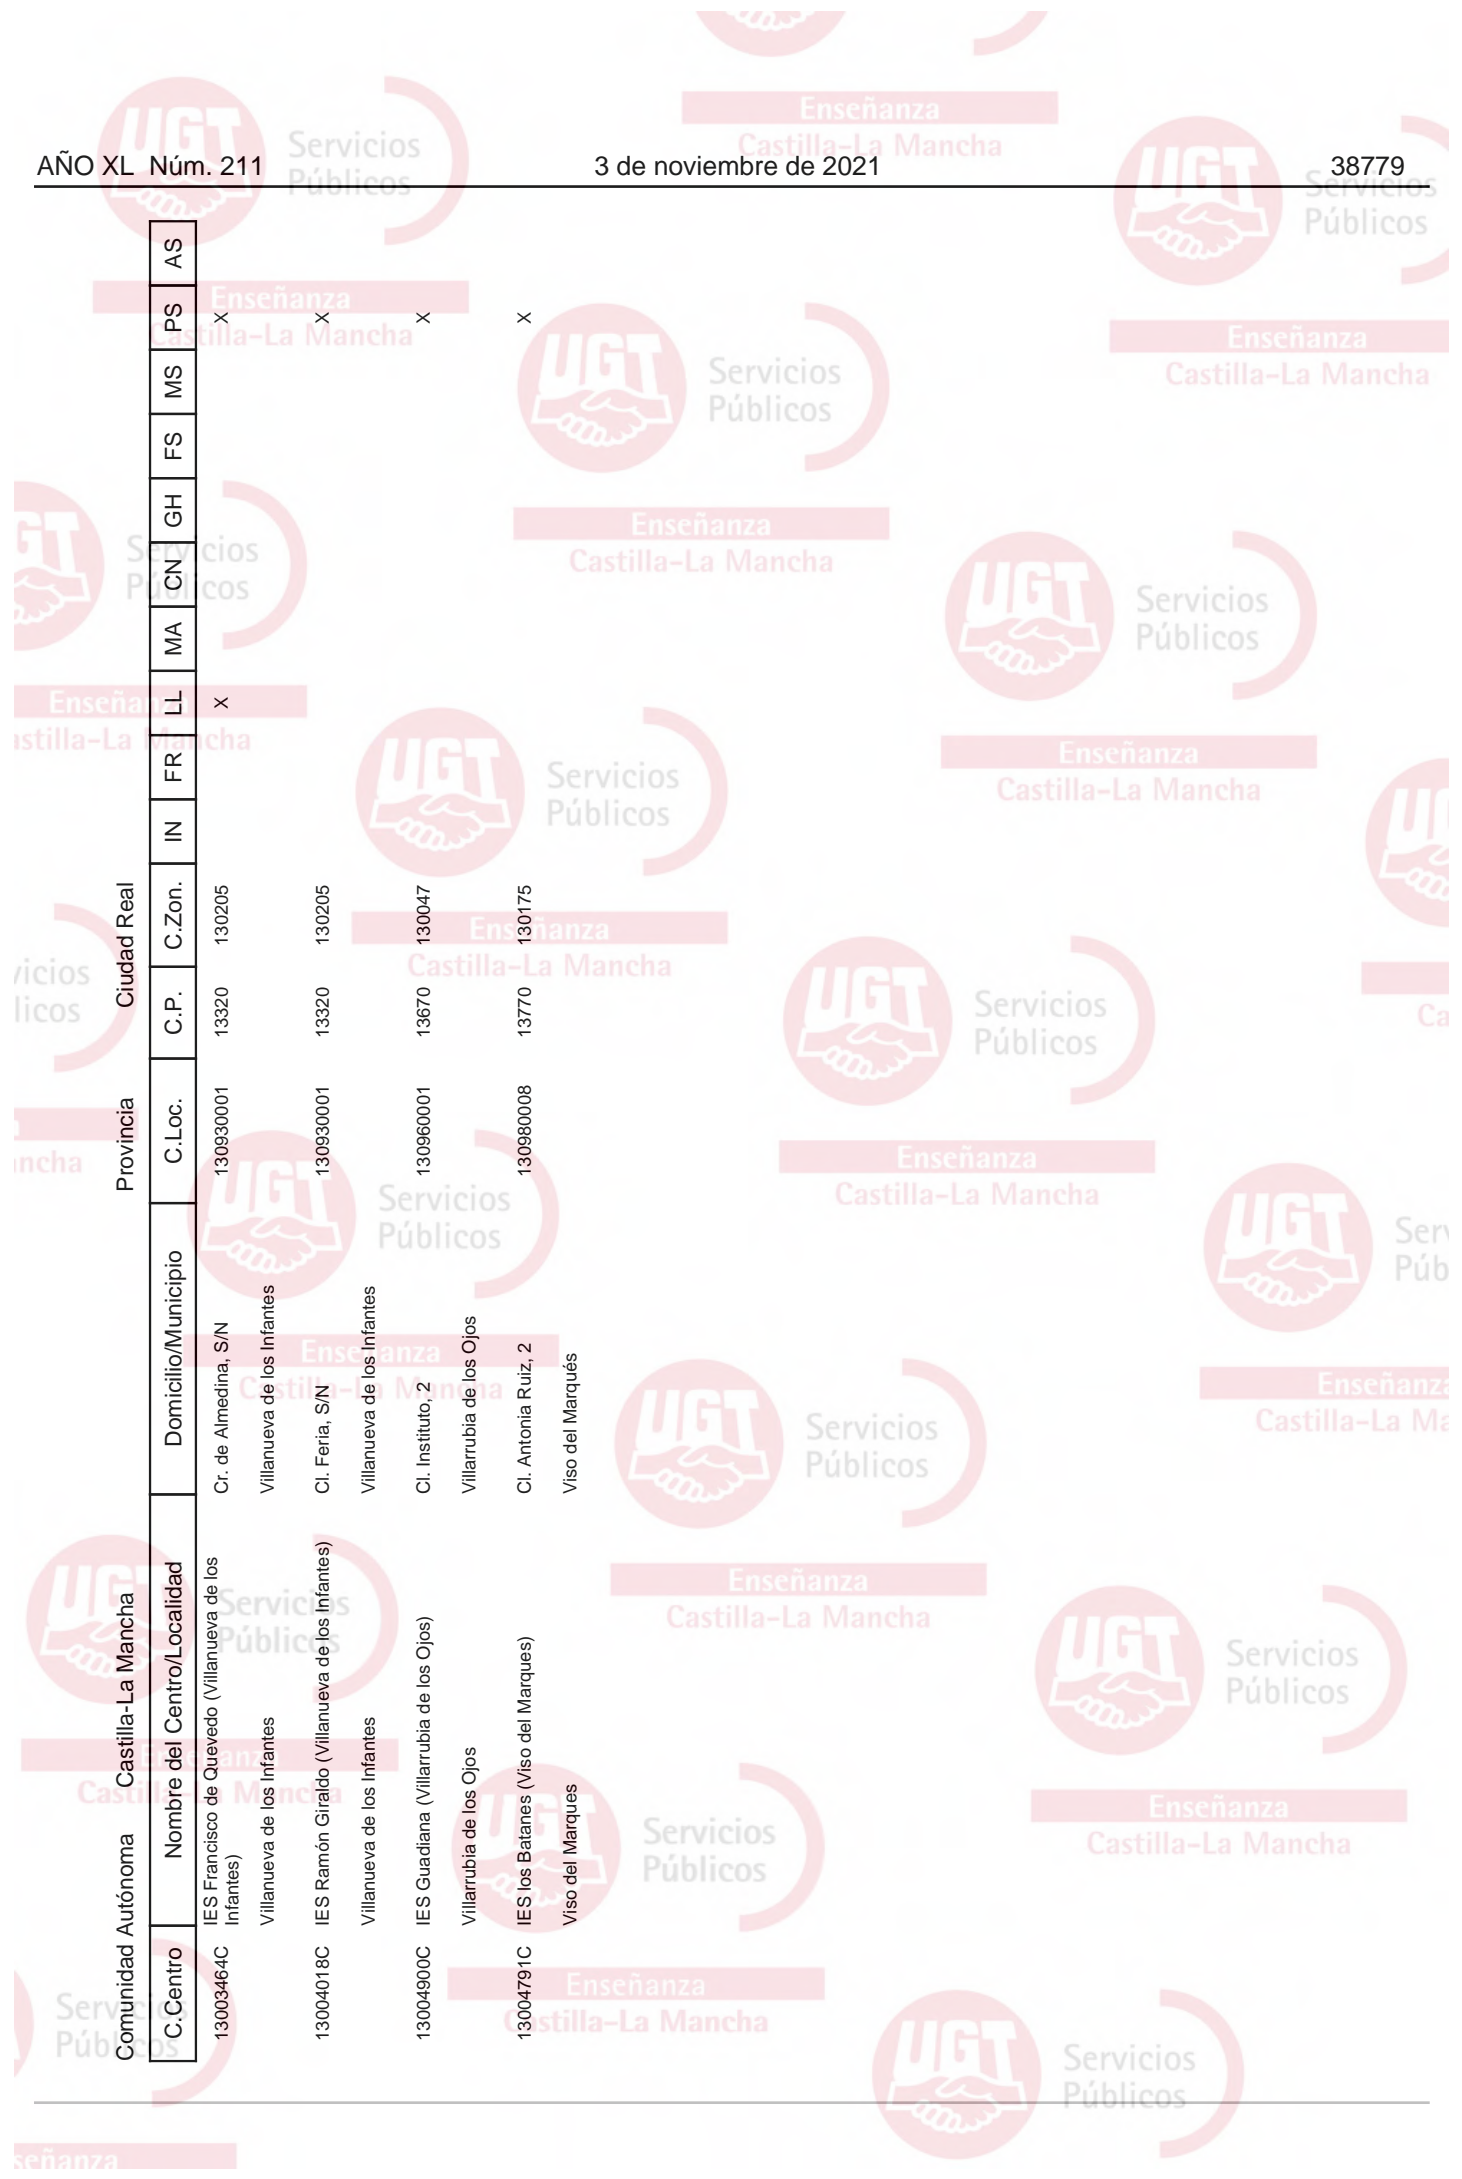 AÑO XL Núm. 211 3 de noviembre de 2021 38779
Comunidad Autónoma Castilla-La Mancha Provincia Ciudad Real
C.Centro Nombre del Centro/Localidad Domicilio/Municipio C.Loc. C.P. C.Zon. IN FR LL MA CN GH FS MS PS AS
13003464C IES Francisco de Quevedo (Villanueva de los Cr. de Almedina, S/N 130930001 13320 130205 X X
Infantes)
Villanueva de los Infantes Villanueva de los Infantes
13004018C IES Ramón Giraldo (Villanueva de los Infantes) Cl. Feria, S/N 130930001 13320 130205 X
Villanueva de los Infantes Villanueva de los Infantes
13004900C IES Guadiana (Villarrubia de los Ojos) Cl. Instituto, 2 130960001 13670 130047 X
Villarrubia de los Ojos Villarrubia de los Ojos
13004791C IES los Batanes (Viso del Marques) Cl. Antonia Ruiz, 2 130980008 13770 130175 X
Viso del Marques Viso del Marqués
UGT
Servicios
Públicos
Enseñanza
Castilla-La Mancha